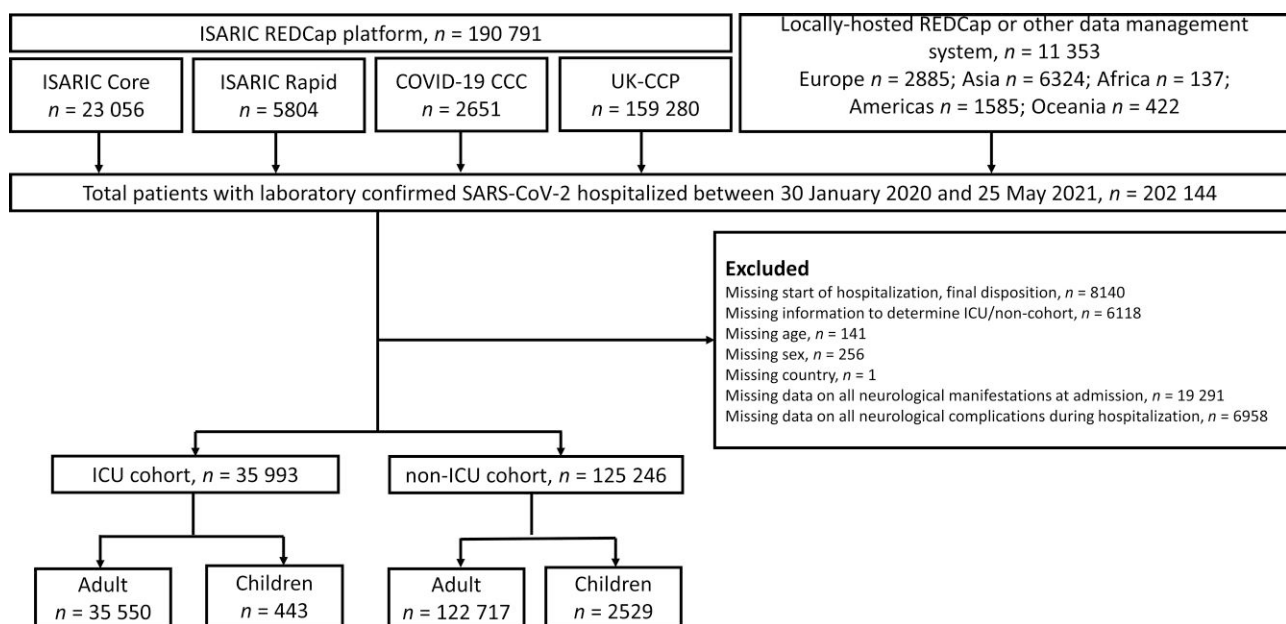 ISARIC REDCap platform, n = 190 791
ISARIC Core
n = 23 056
ISARIC Rapid
n = 5804
COVID-19 CCC
n = 2651
UK-CCP
n = 159 280
Locally-hosted REDCap or other data management
system, n = 11 353
Europe n = 2885; Asia n = 6324; Africa n = 137;
Americas n = 1585; Oceania n = 422
Total patients with laboratory confirmed SARS-CoV-2 hospitalized between 30 January 2020 and 25 May 2021, n = 202 144
Excluded
Missing start of hospitalization, final disposition, n = 8140
Missing information to determine ICU/non-cohort, n = 6118
Missing age, n = 141
Missing sex, n = 256
Missing country, n = 1
Missing data on all neurological manifestations at admission, n = 19 291
Missing data on all neurological complications during hospitalization, n = 6958
ICU cohort, n = 35 993
non-ICU cohort, n = 125 246
Adult
n = 35 550
Children
n = 443
Adult
n = 122 717
Children
n = 2529